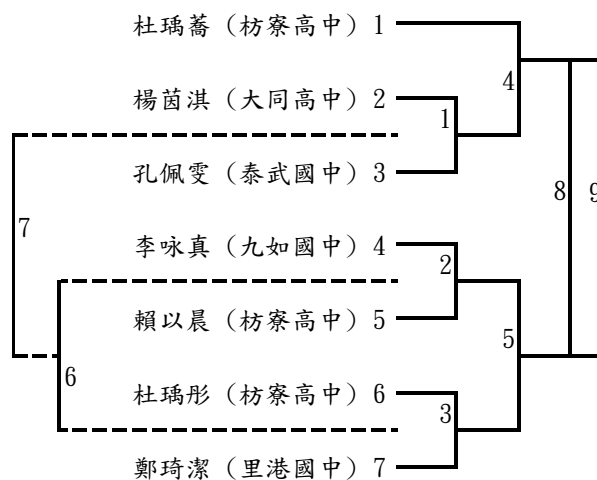 杜瑀蕎（枋寮高中）1
4
楊茵淇（大同高中）2
1
孔佩雯（泰武國中）3
8
9
7
李咏真（九如國中）4
2
賴以晨（枋寮高中）5
5
6
杜瑀彤（枋寮高中）6
3
鄭琦潔（里港國中）7